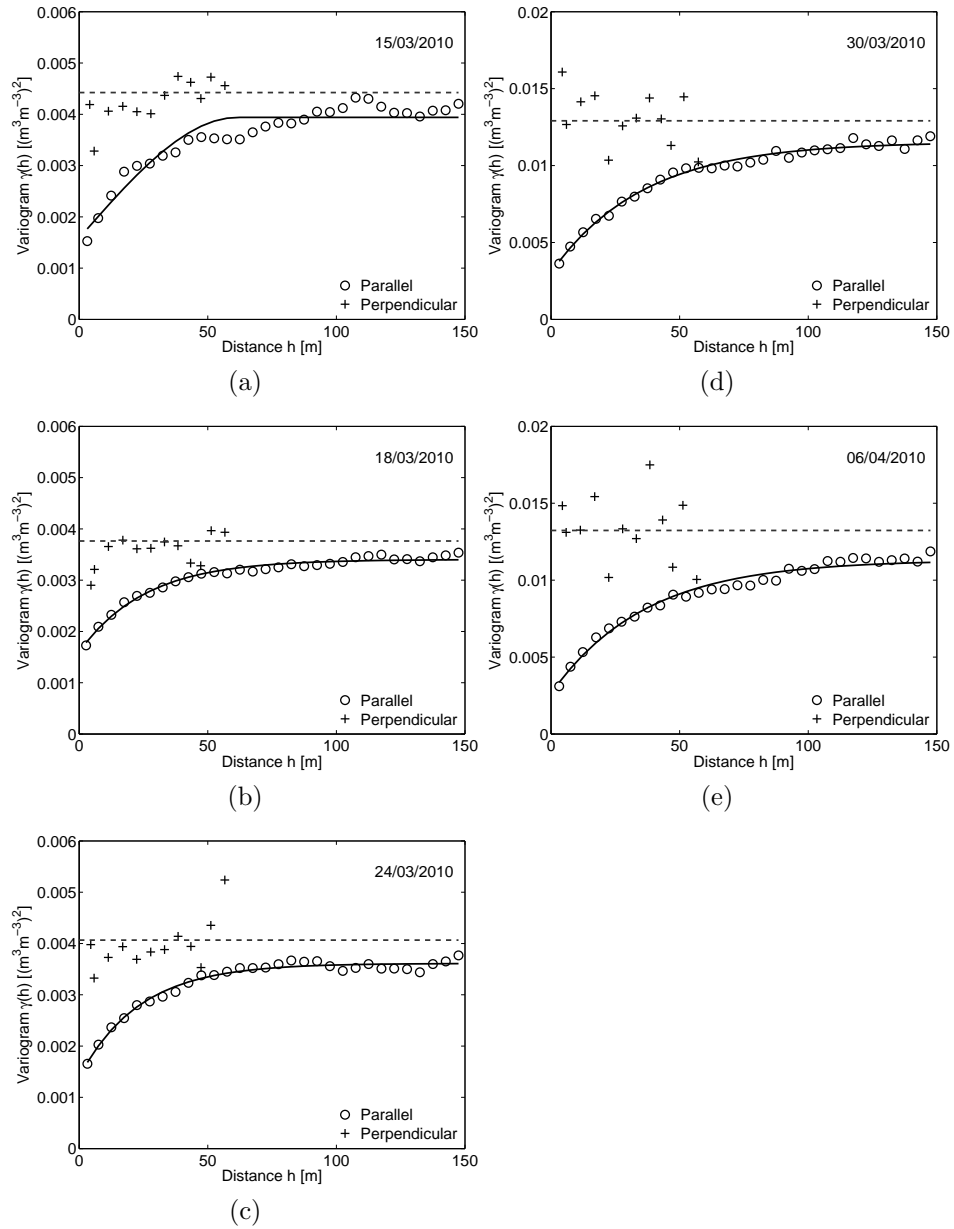 0.006
0.005
0.004
0.003
0.002
0.001
0
0
50
100
150
Variogram γ(h) [(m³m⁻³)²]
Distance h [m]
15/03/2010
Parallel
Perpendicular
(a)
0.02
0.015
0.01
0.005
0
0
50
100
150
Variogram γ(h) [(m³m⁻³)²]
Distance h [m]
30/03/2010
Parallel
Perpendicular
(d)
0.006
0.005
0.004
0.003
0.002
0.001
0
0
50
100
150
Variogram γ(h) [(m³m⁻³)²]
Distance h [m]
18/03/2010
Parallel
Perpendicular
(b)
0.02
0.015
0.01
0.005
0
0
50
100
150
Variogram γ(h) [(m³m⁻³)²]
Distance h [m]
06/04/2010
Parallel
Perpendicular
(e)
0.006
0.005
0.004
0.003
0.002
0.001
0
0
50
100
150
Variogram γ(h) [(m³m⁻³)²]
Distance h [m]
24/03/2010
Parallel
Perpendicular
(c)